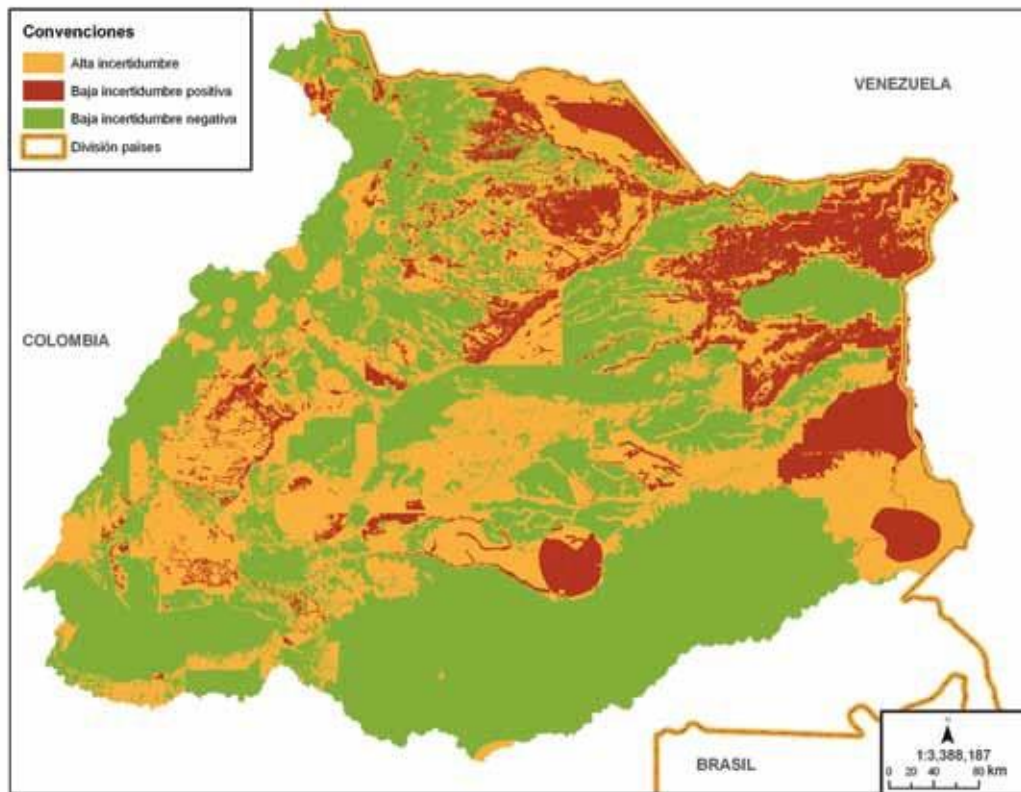 Convenciones
Alta incertidumbre
Baja incertidumbre positiva
Baja incertidumbre negativa
División países
VENEZUELA
COLOMBIA
BRASIL
1:3,388,187
0 20 40 80 km